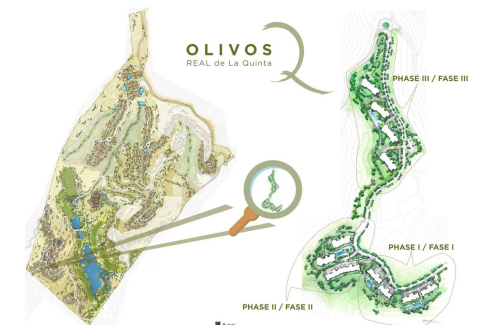 OLIVOS
REAL de La Quinta
PHASE III / FASE III
PHASE I / FASE I
PHASE II / FASE II